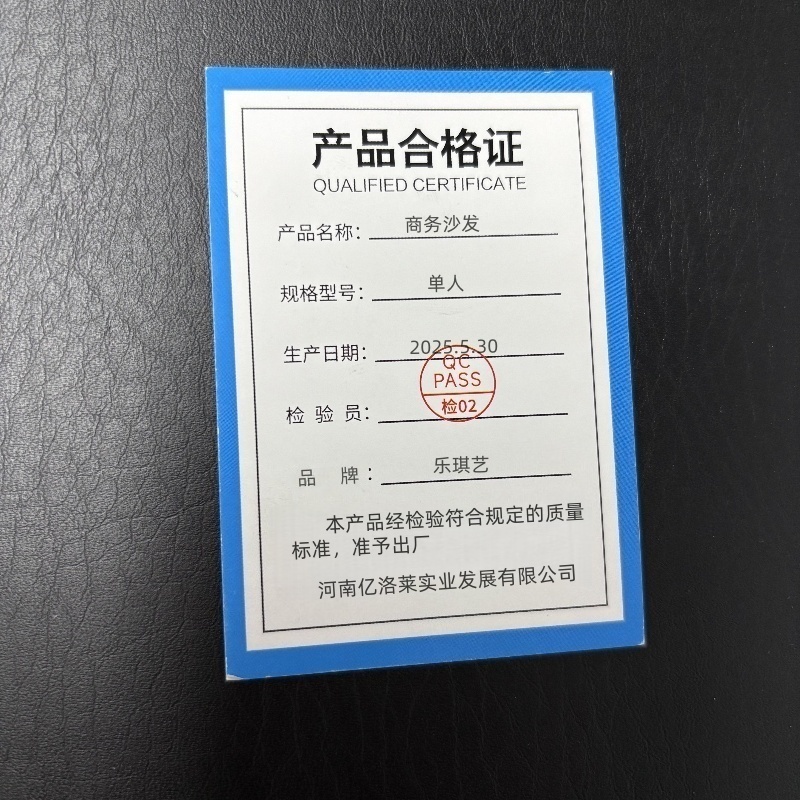 产品合格证
QUALIFIED CERTIFICATE
产品名称： 商务沙发
规格型号： 单人
生产日期： 2025.5.30
QC
PASS
检 验 员： 检02
品 牌： 乐琪艺
本产品经检验符合规定的质量
标准，准予出厂
河南亿洛莱实业发展有限公司